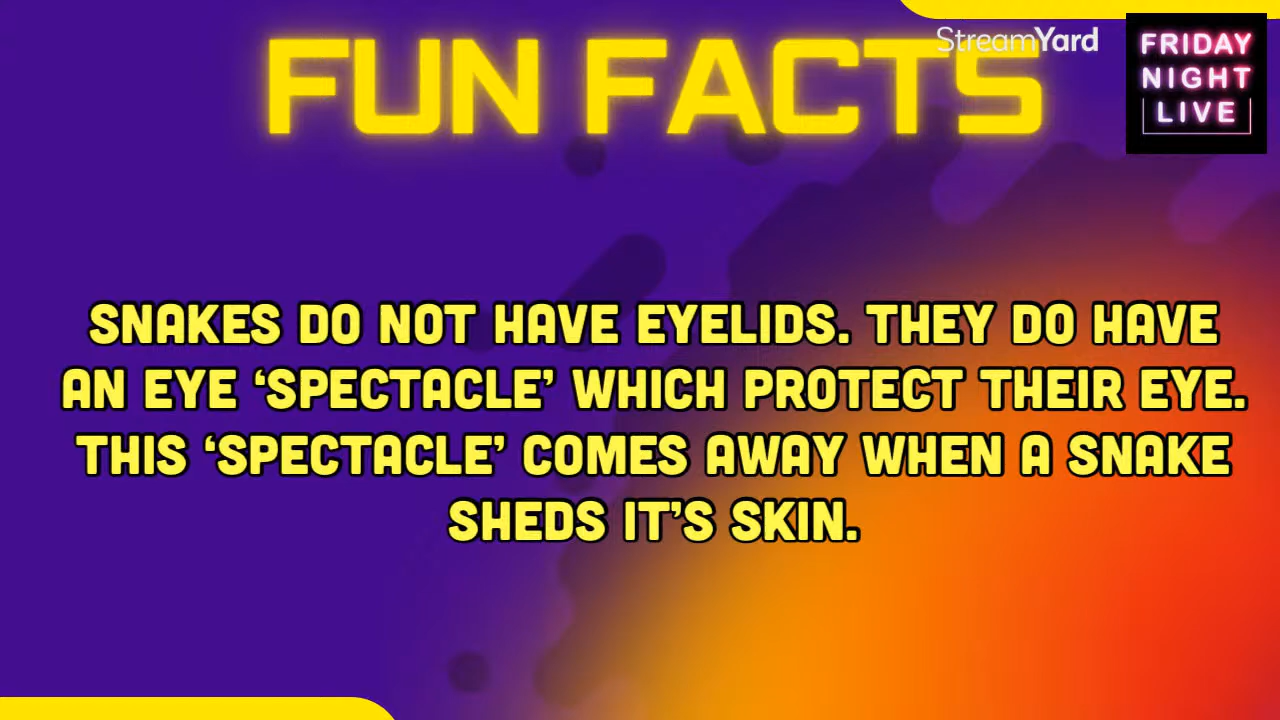 StreamYard
FUN FACTS
FRIDAY
NIGHT
LIVE
SNAKES DO NOT HAVE EYELIDS. THEY DO HAVE
AN EYE ‘SPECTACLE’ WHICH PROTECT THEIR EYE.
THIS ‘SPECTACLE’ COMES AWAY WHEN A SNAKE
SHEDS IT’S SKIN.